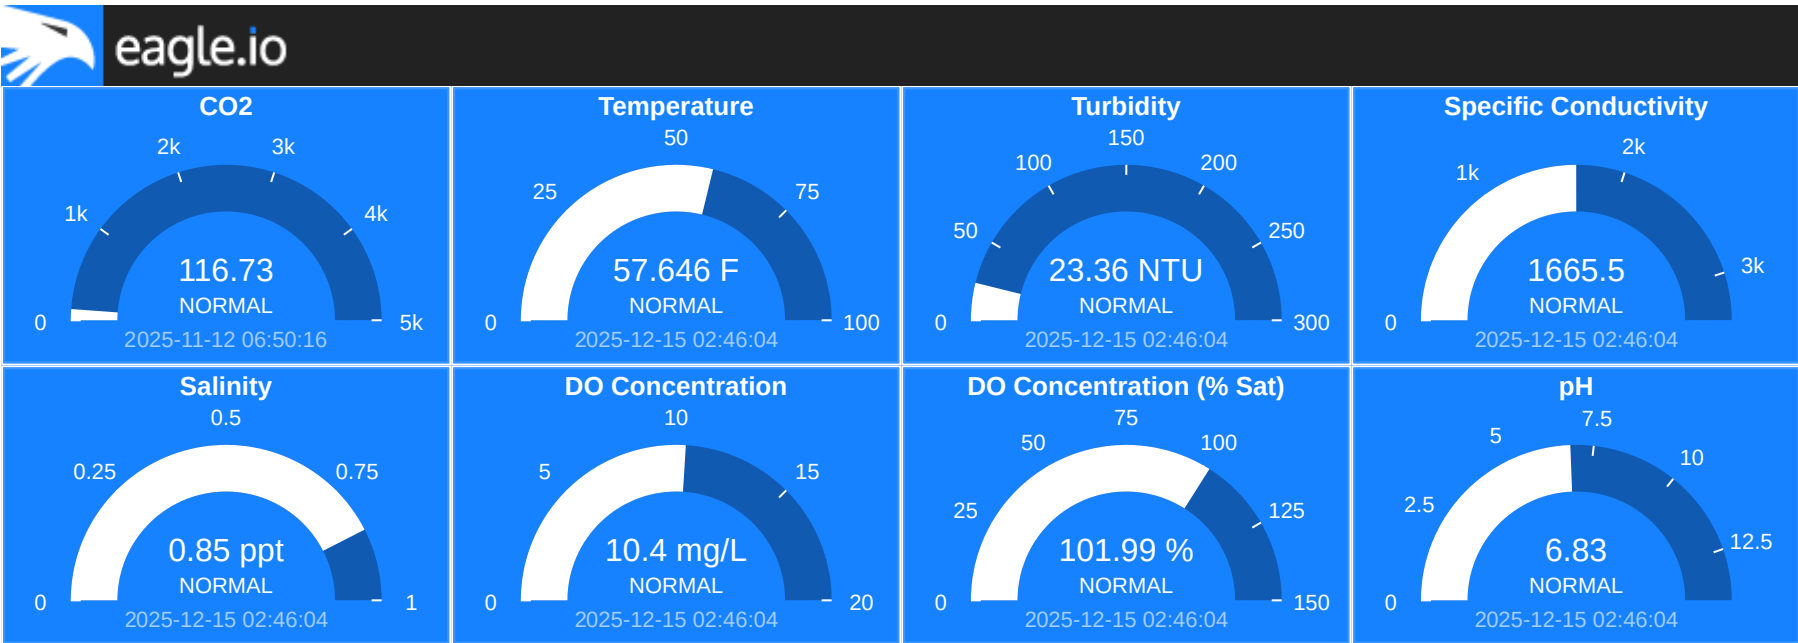 eagle.io
CO2
0
1k
2k
3k
4k
5k
116.73
NORMAL
2025-11-12 06:50:16
Temperature
0
25
50
75
100
57.646 F
NORMAL
2025-12-15 02:46:04
Turbidity
0
50
100
150
200
250
300
23.36 NTU
NORMAL
2025-12-15 02:46:04
Specific Conductivity
0
1k
2k
3k
1665.5
NORMAL
2025-12-15 02:46:04
Salinity
0
0.25
0.5
0.75
1
0.85 ppt
NORMAL
2025-12-15 02:46:04
DO Concentration
0
5
10
15
20
10.4 mg/L
NORMAL
2025-12-15 02:46:04
DO Concentration (% Sat)
0
25
50
75
100
125
150
101.99 %
NORMAL
2025-12-15 02:46:04
pH
0
2.5
5
7.5
10
12.5
6.83
NORMAL
2025-12-15 02:46:04